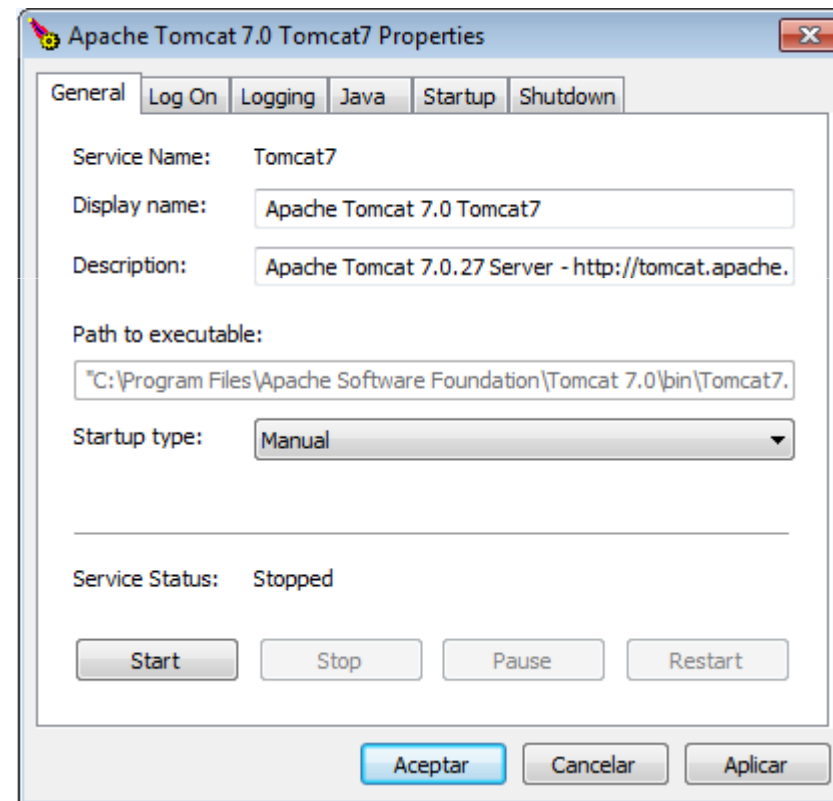 Apache Tomcat 7.0 Tomcat7 Properties
General Log On Logging Java Startup Shutdown
Service Name: Tomcat7
Display name: Apache Tomcat 7.0 Tomcat7
Description: Apache Tomcat 7.0.27 Server - http://tomcat.apache.
Path to executable:
"C:\Program Files\Apache Software Foundation\Tomcat 7.0\bin\Tomcat7.
Startup type: Manual
Service Status: Stopped
Start Stop Pause Restart
Aceptar Cancelar Aplicar